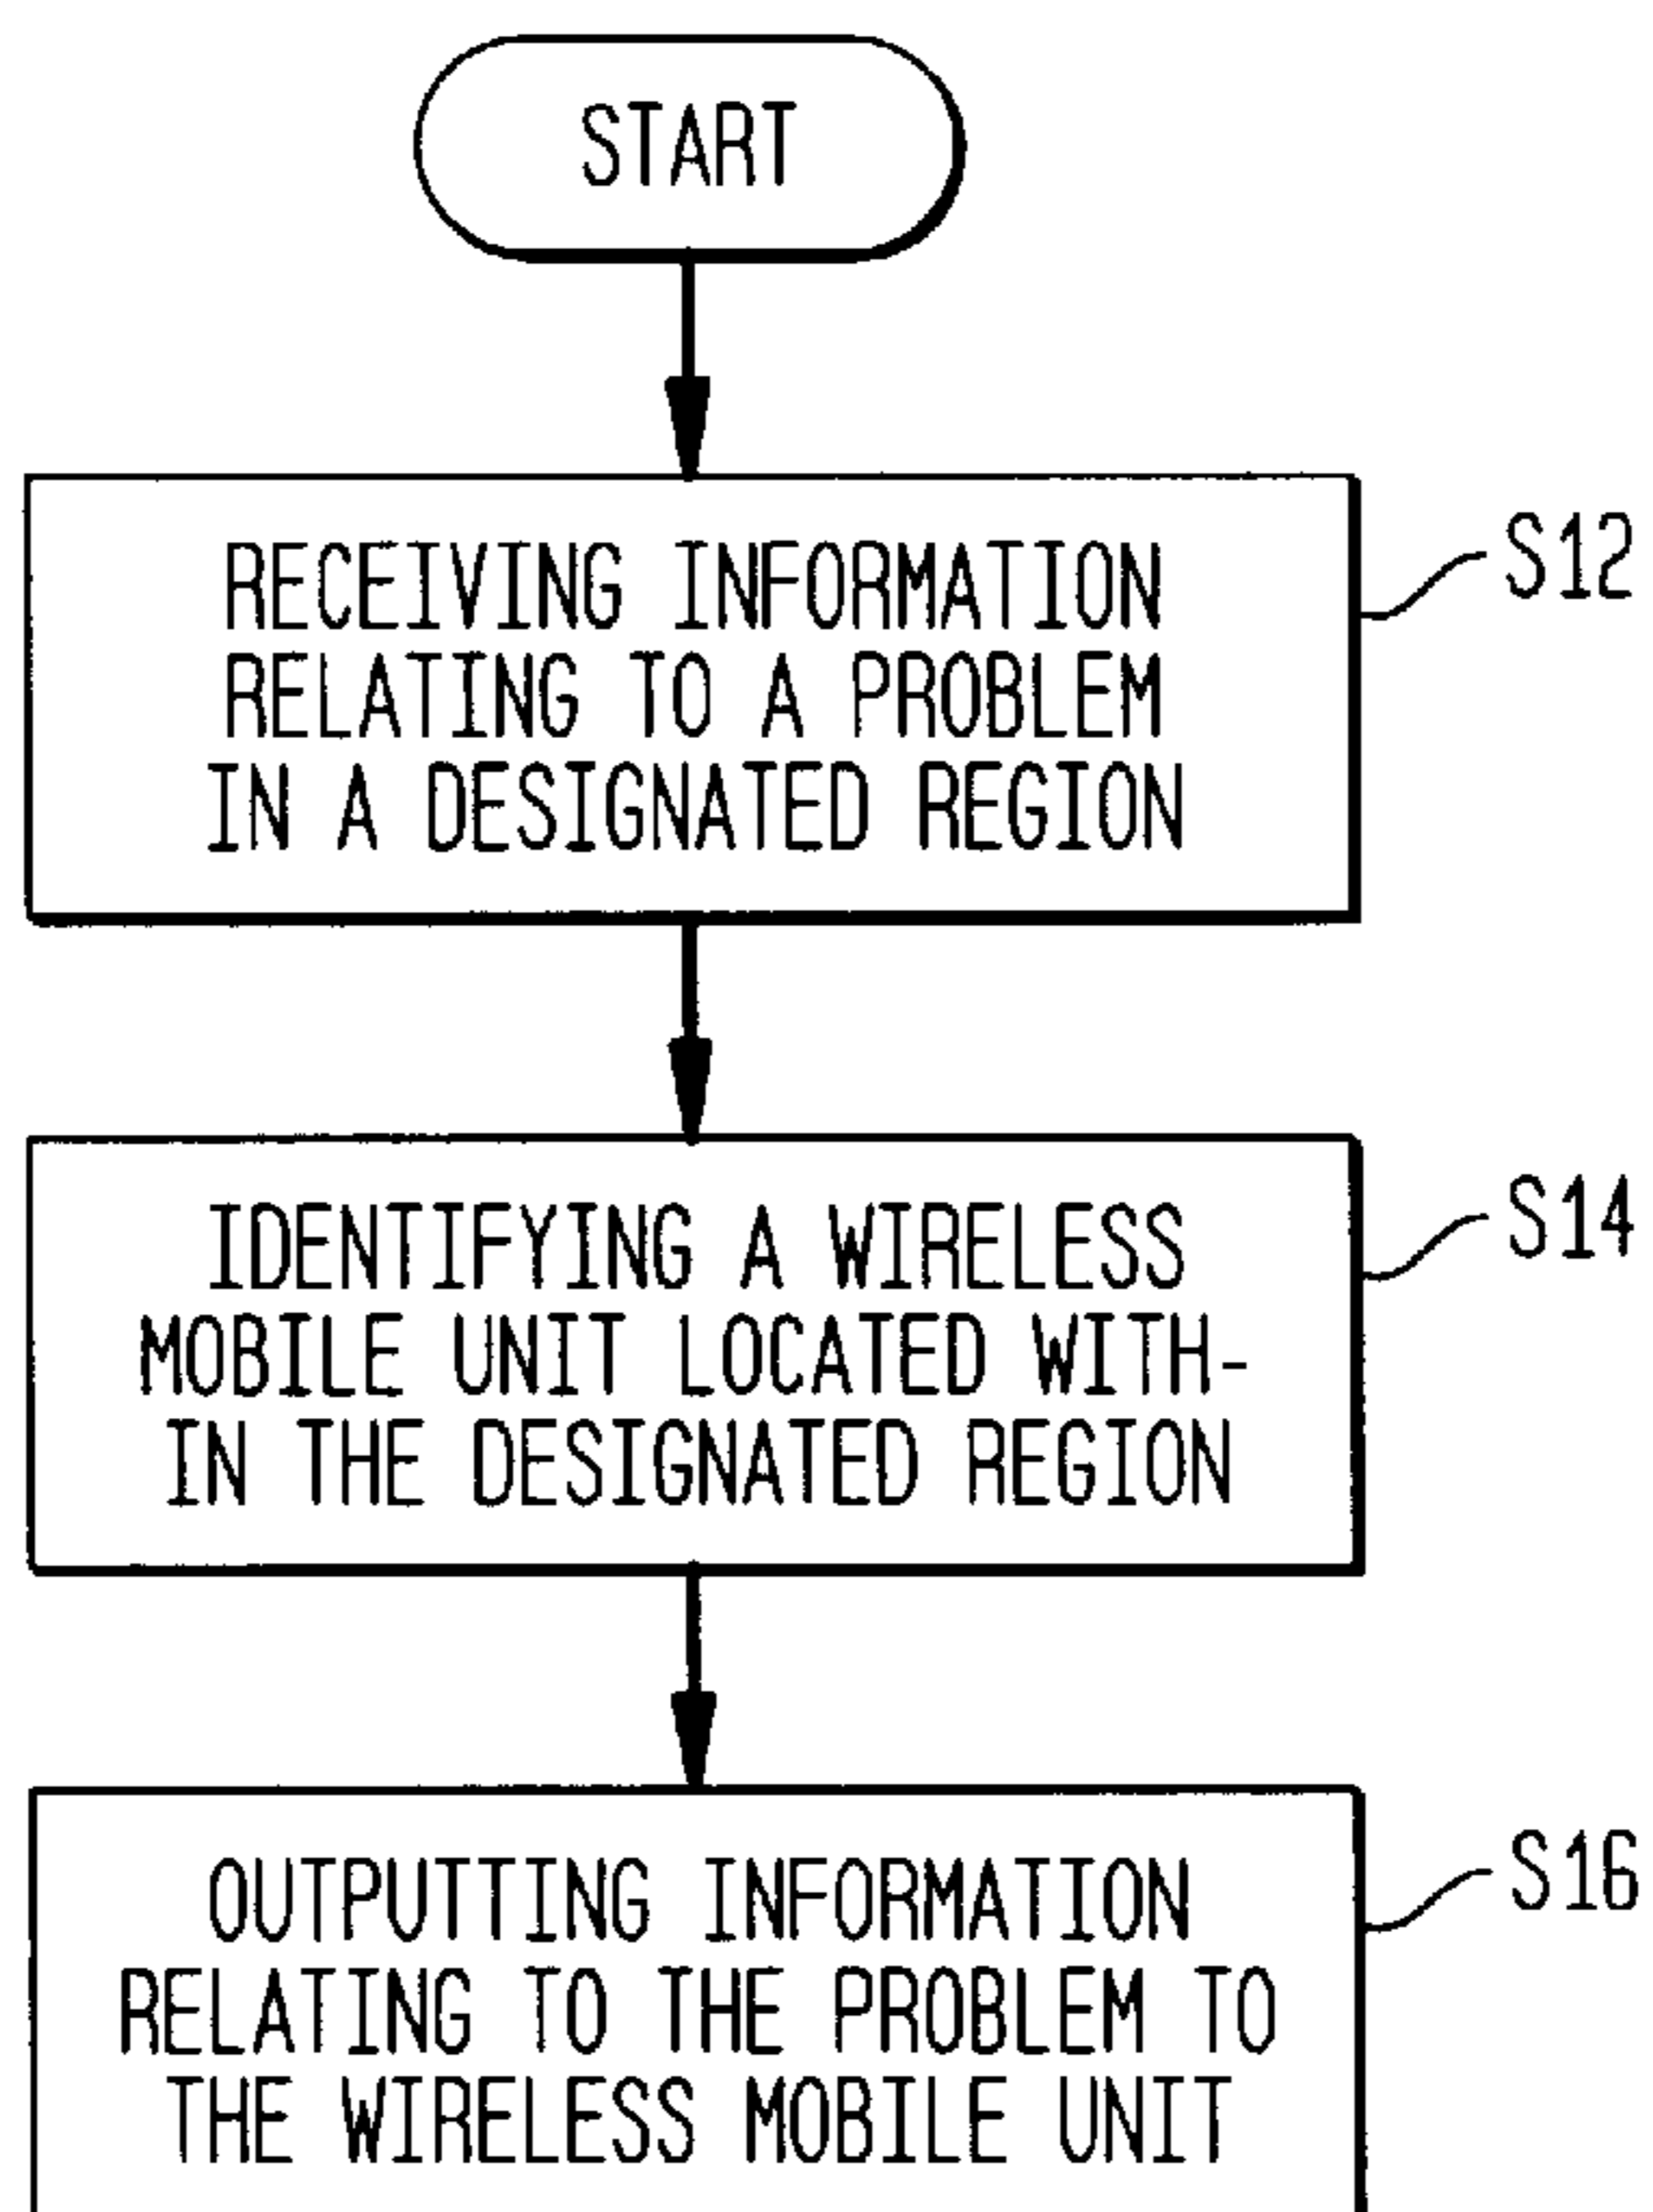 START
RECEIVING INFORMATION
RELATING TO A PROBLEM
IN A DESIGNATED REGION
S12
IDENTIFYING A WIRELESS
MOBILE UNIT LOCATED WITH-
IN THE DESIGNATED REGION
S14
OUTPUTTING INFORMATION
RELATING TO THE PROBLEM TO
THE WIRELESS MOBILE UNIT
S16